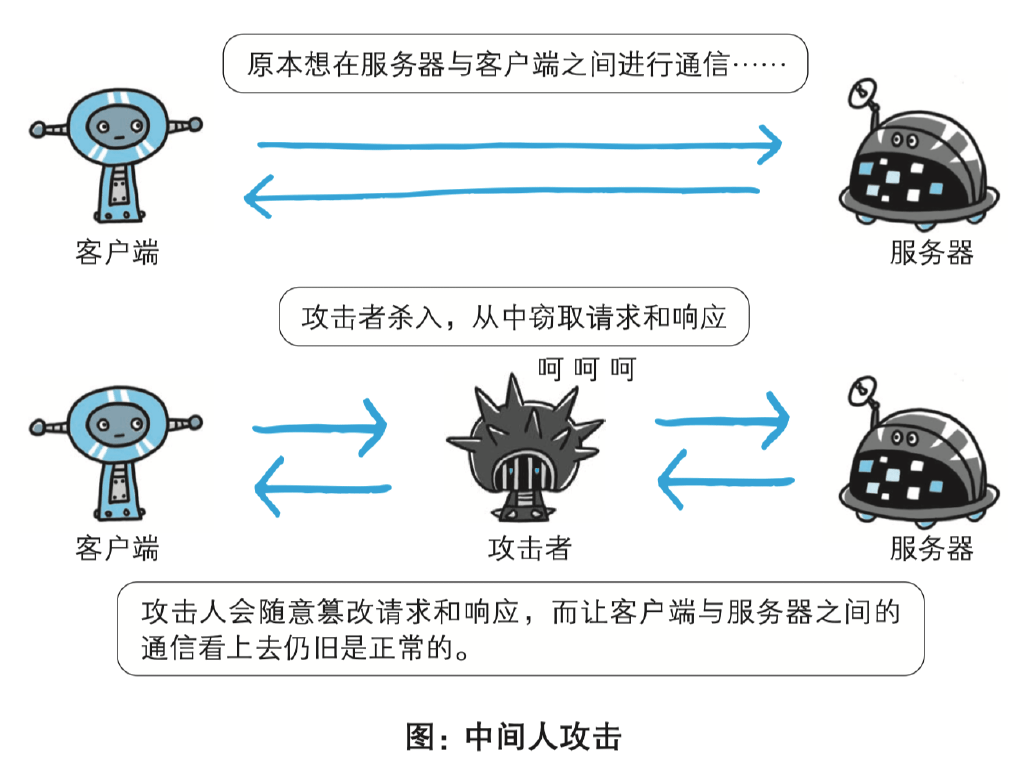 原本想在服务器与客户端之间进行通信……
客户端
服务器
攻击者杀入，从中窃取请求和响应
呵 呵 呵
客户端
攻击者
服务器
攻击人会随意篡改请求和响应，而让客户端与服务器之间的
通信看上去仍旧是正常的。
图：中间人攻击